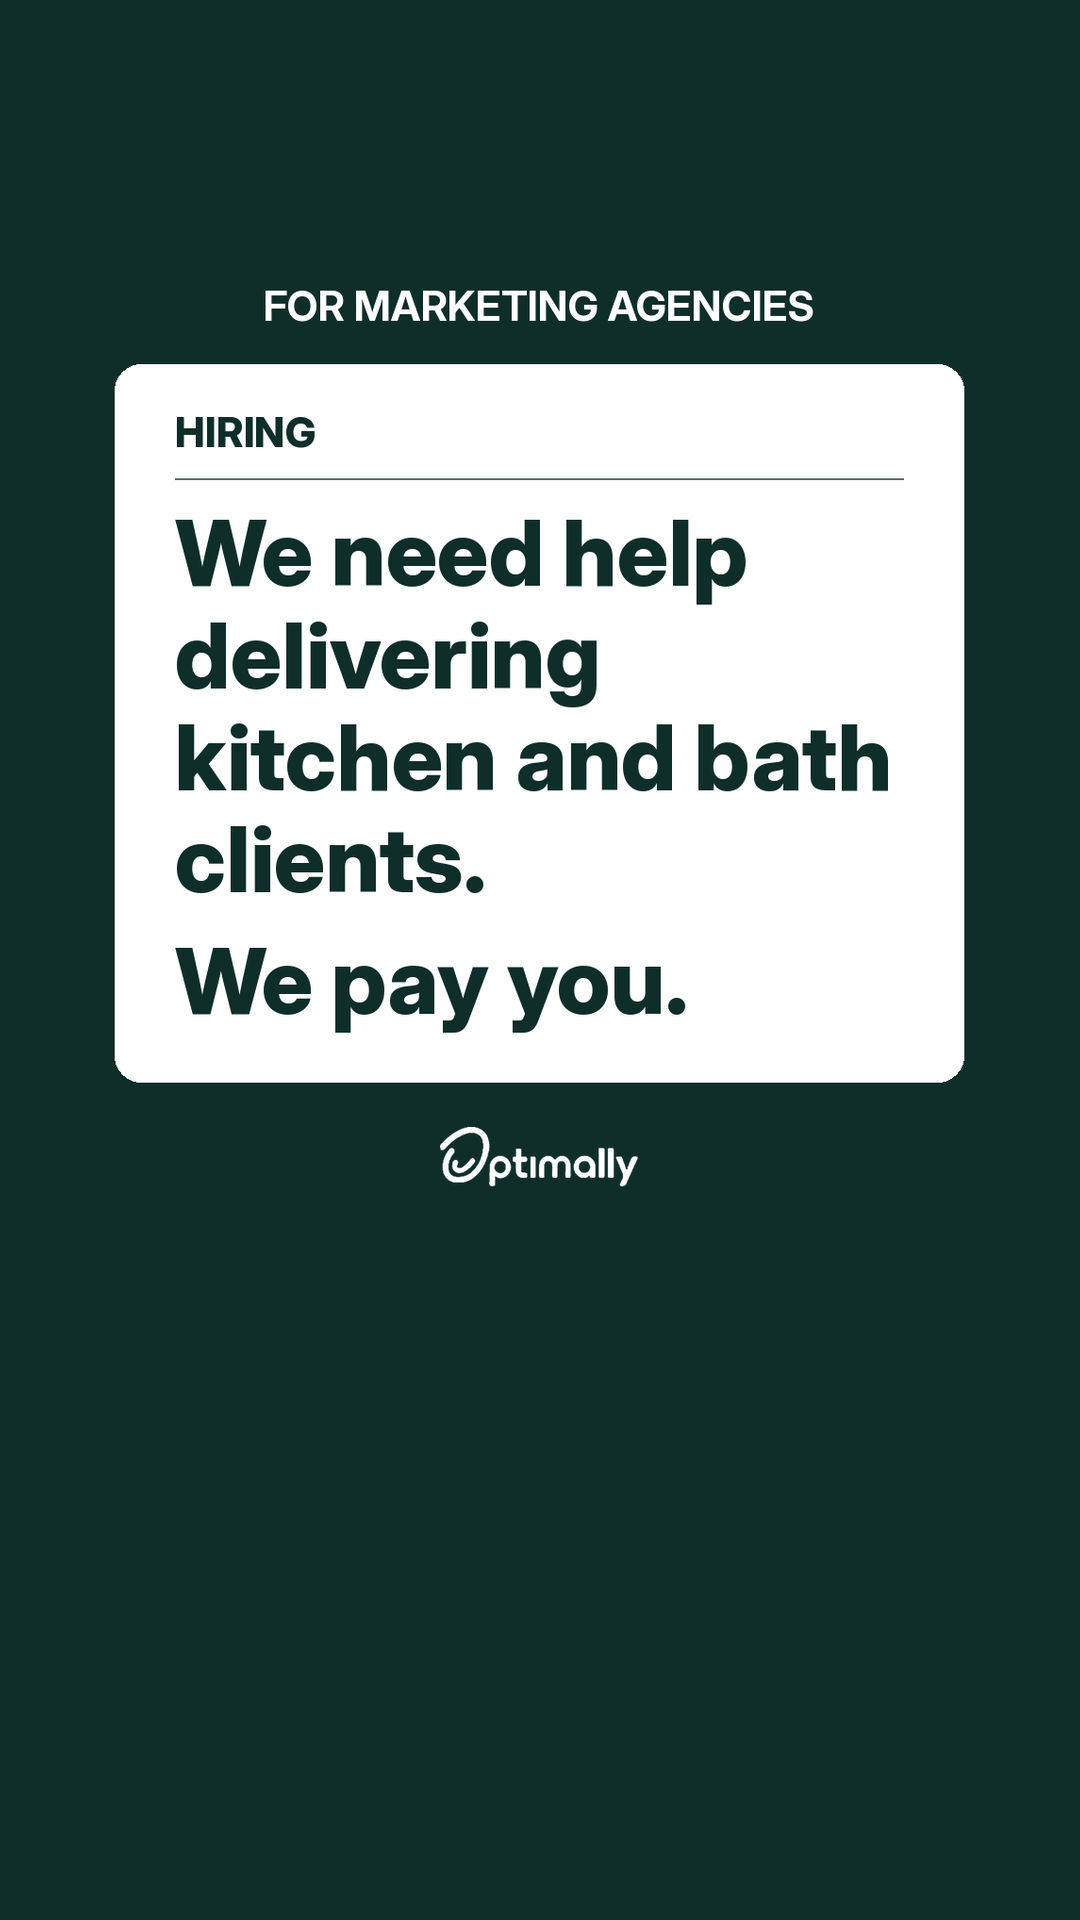 FOR MARKETING AGENCIES
HIRING
We need help
delivering
kitchen and bath
clients.
We pay you.
Optimally